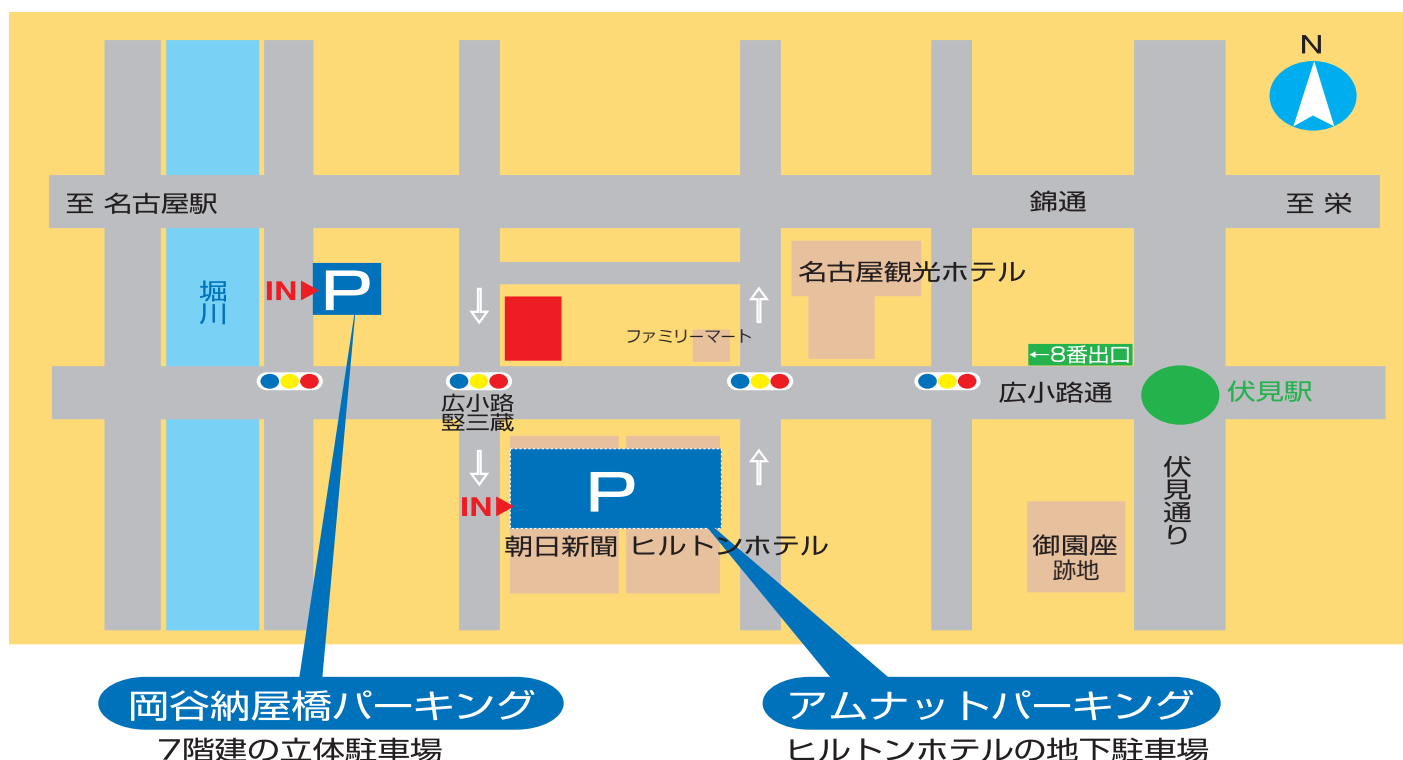 N
至 名古屋駅
錦通
至 栄
堀川
IN
P
名古屋観光ホテル
ファミリーマート
←8番出口
広小路通
伏見駅
広小路
竪三蔵
伏見通り
IN
P
朝日新聞
ヒルトンホテル
御園座
跡地
岡谷納屋橋パーキング
7階建の立体駐車場
アムナットパーキング
ヒルトンホテルの地下駐車場